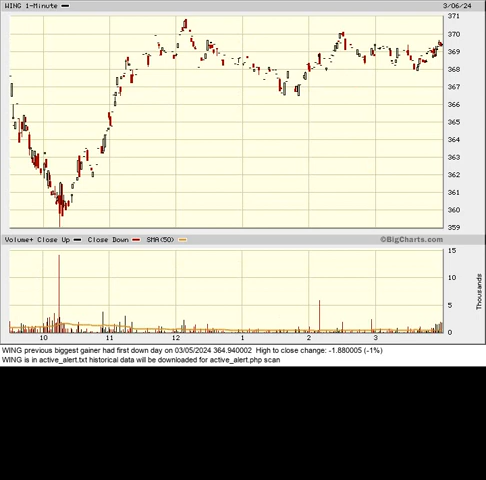 WING 1-Minute 3/06/24
371
370
369
368
367
366
365
364
363
362
361
360
359
Volume+ Close Up Close Down SMA(50) ©BigCharts.com
15
10
5
0
Thousands
10 11 12 1 2 3
WING previous biggest gainer had first down day on 03/05/2024 364.940002 High to close change: -1.880005 (-1%)
WING is in active_alert.txt historical data will be downloaded for active_alert.php scan